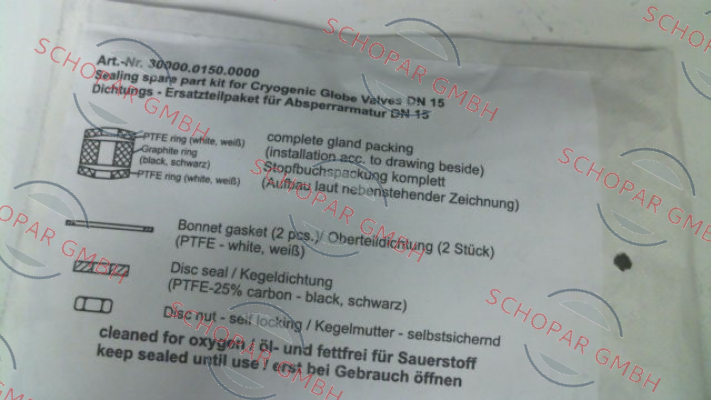 Art.-Nr. 30000.0150.0000
Sealing spare part kit for Cryogenic Globe Valves DN 15
Dichtungs - Ersatzteilpaket für Absperrarmatur DN 15
PTFE ring (white, weiß)
Graphite ring
(black, schwarz)
PTFE ring (white, weiß)
complete gland packing
(installation acc. to drawing beside)
Stopfbuchspackung komplett
(Aufbau laut nebenstehender Zeichnung)
Bonnet gasket (2 pcs.)/ Oberteildichtung (2 Stück)
(PTFE - white, weiß)
Disc seal / Kegeldichtung
(PTFE-25% carbon - black, schwarz)
Disc nut - self locking / Kegelmutter - selbstsichernd
cleaned for oxygen / öl- und fettfrei für Sauerstoff
keep sealed until use / erst bei Gebrauch öffnen
SCHOPAR GMBH
SCHOPAR GMBH
SCHOPAR GMBH
SCHOPAR GMBH
SCHOPAR GMBH
SCHOPAR GMBH
SCHOPAR GMBH
SCHOPAR GMBH